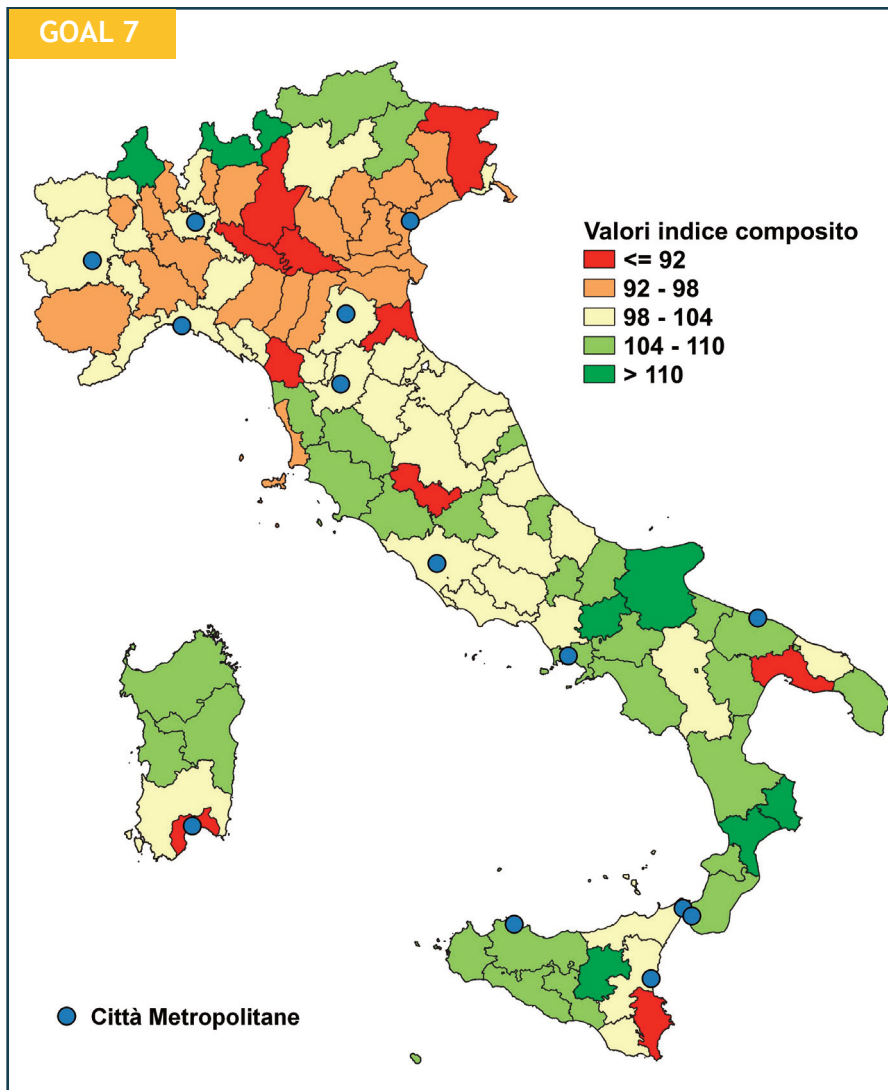 GOAL 7
Valori indice composito
<= 92
92 - 98
98 - 104
104 - 110
> 110
Città Metropolitane